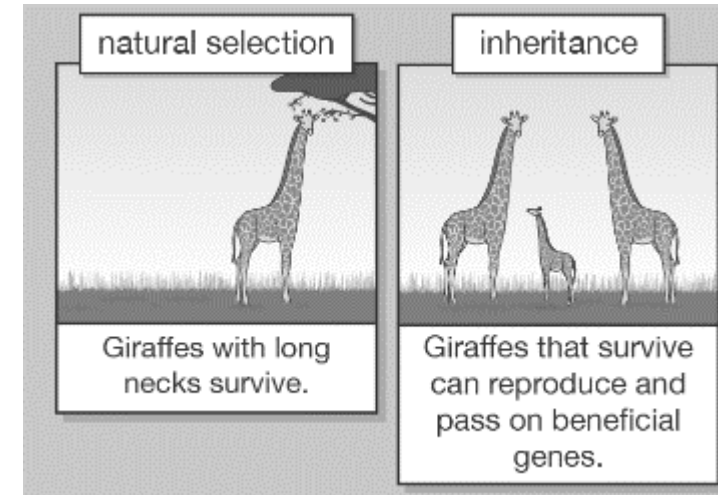 natural selection
Giraffes with long
necks survive.
inheritance
Giraffes that survive
can reproduce and
pass on beneficial
genes.